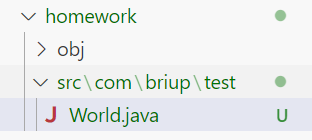 homework
obj
src\com\briup\test
J World.java U